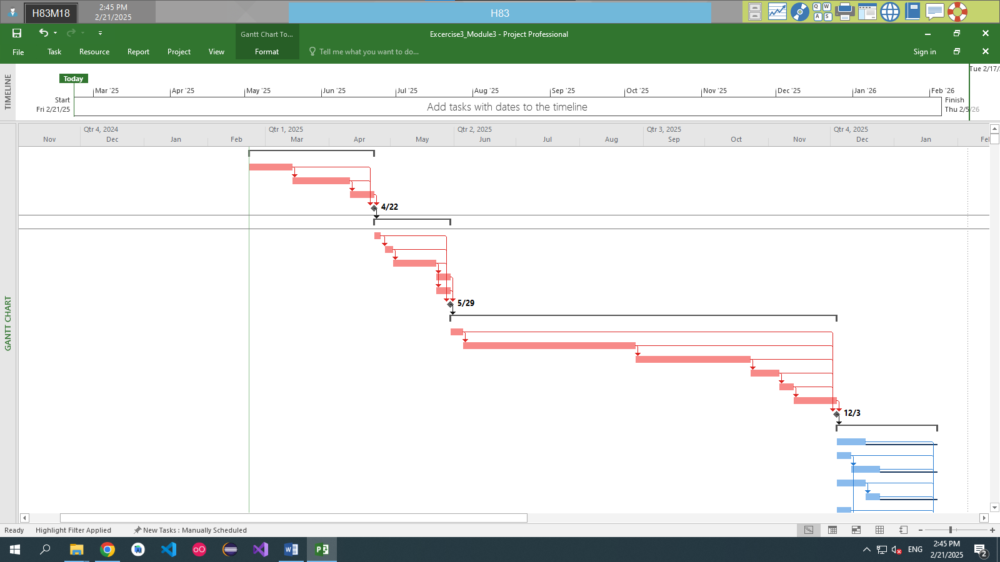 H83M18
2:45 PM
2/21/2025
H83
Q W
A S
Gantt Chart To...
Excercise3_Module3 - Project Professional
File Task Resource Report Project View Format Tell me what you want to do... Sign in
TIMELINE
Today
Tue 2/17/
Mar '25 Apr '25 May '25 Jun '25 Jul '25 Aug '25 Sep '25 Oct '25 Nov '25 Dec '25 Jan '26 Feb '26
Start
Fri 2/21/25
Add tasks with dates to the timeline
Finish
Thu 2/5/26
Qtr 4, 2024 Qtr 1, 2025 Qtr 2, 2025 Qtr 3, 2025 Qtr 4, 2025
Nov Dec Jan Feb Mar Apr May Jun Jul Aug Sep Oct Nov Dec Jan Fel
GANTT CHART
4/22
5/29
12/3
Ready Highlight Filter Applied New Tasks : Manually Scheduled
ENG
2:45 PM
2/21/2025
2